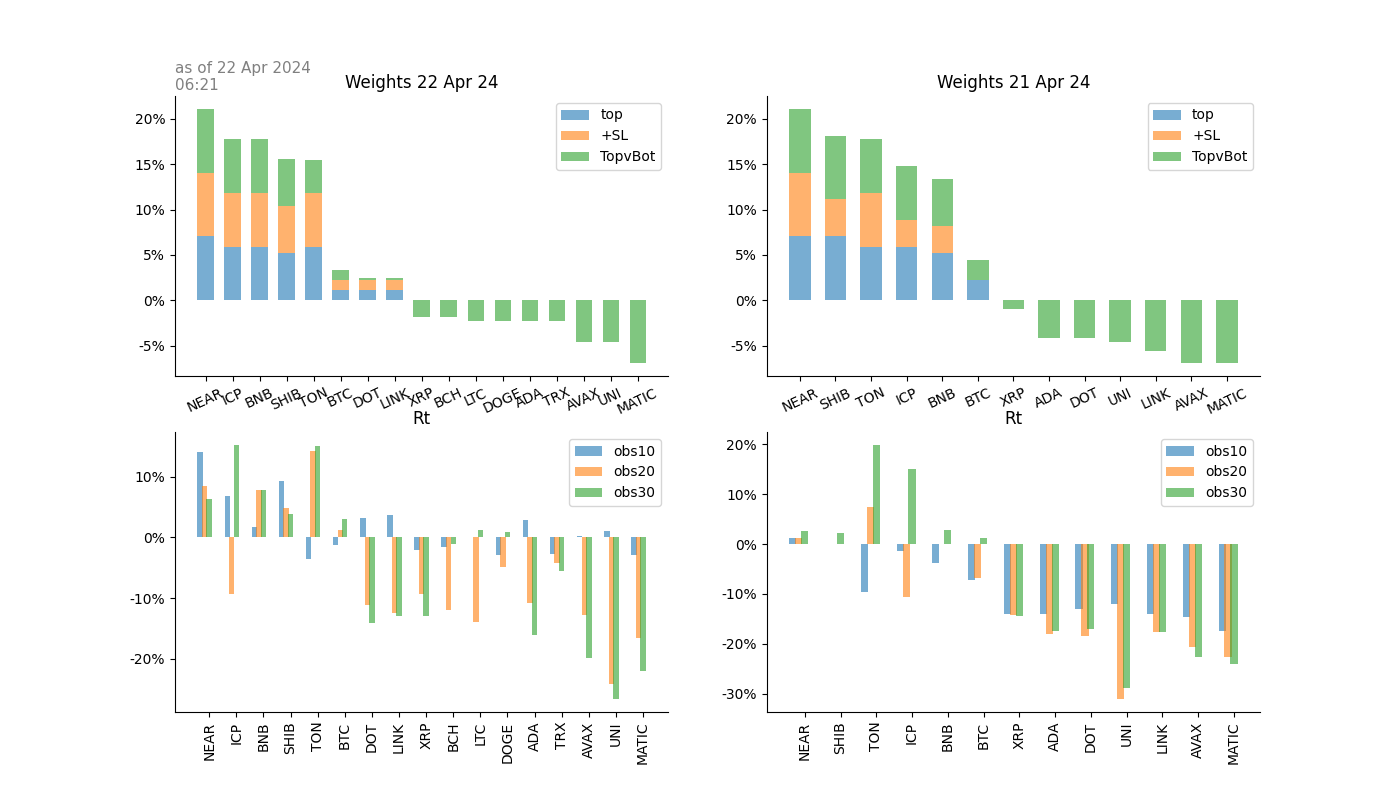 as of 22 Apr 2024
06:21
Weights 22 Apr 24
20%
15%
10%
5%
0%
-5%
top
+SL
TopvBot
NEAR ICP BNB SHIB TON BTC DOT LINK XRP BCH LTC DOGE ADA TRX AVAX UNI MATIC
Weights 21 Apr 24
20%
15%
10%
5%
0%
-5%
top
+SL
TopvBot
NEAR SHIB TON ICP BNB BTC XRP ADA DOT UNI LINK AVAX MATIC
Rt
10%
0%
-10%
-20%
obs10
obs20
obs30
NEAR ICP BNB SHIB TON BTC DOT LINK XRP BCH LTC DOGE ADA TRX AVAX UNI MATIC
Rt
20%
10%
0%
-10%
-20%
-30%
obs10
obs20
obs30
NEAR SHIB TON ICP BNB BTC XRP ADA DOT UNI LINK AVAX MATIC